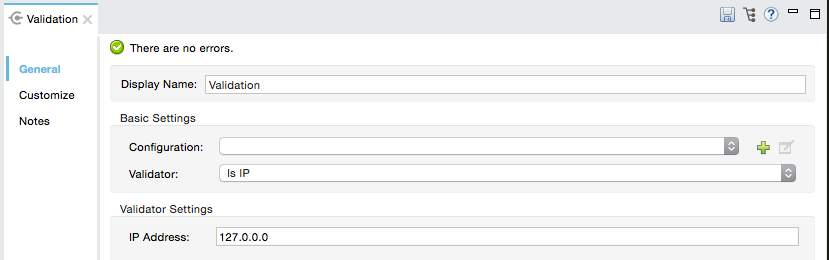 Validation
There are no errors.
General
Customize
Notes
Display Name: Validation
Basic Settings
Configuration:
Validator: Is IP
Validator Settings
IP Address: 127.0.0.0